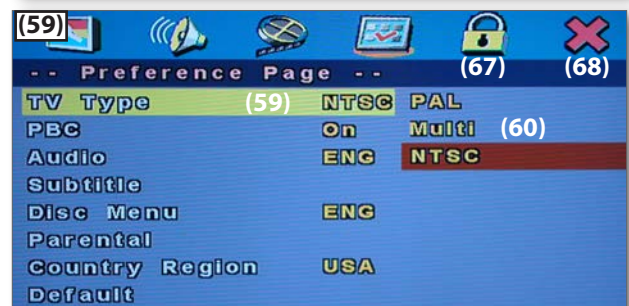 (59)
(67) (68)
-- Preference Page --
TV Type (59) NTSC PAL
PBC On Multi (60)
Audio ENG NTSC
Subtitle
Disc Menu ENG
Parental
Country Region USA
Default